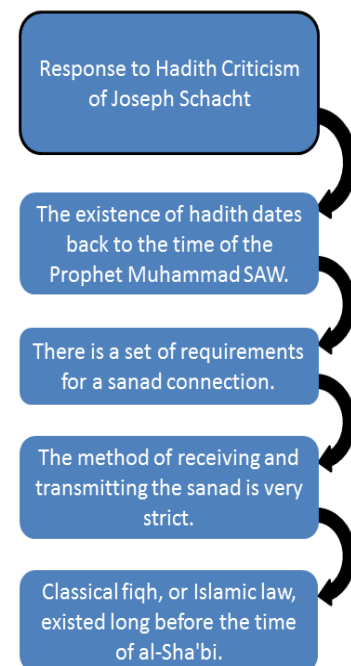 Response to Hadith Criticism
of Joseph Schacht
The existence of hadith dates
back to the time of the
Prophet Muhammad SAW.
There is a set of requirements
for a sanad connection.
The method of receiving and
transmitting the sanad is very
strict.
Classical fiqh, or Islamic law,
existed long before the time
of al-Sha'bi.